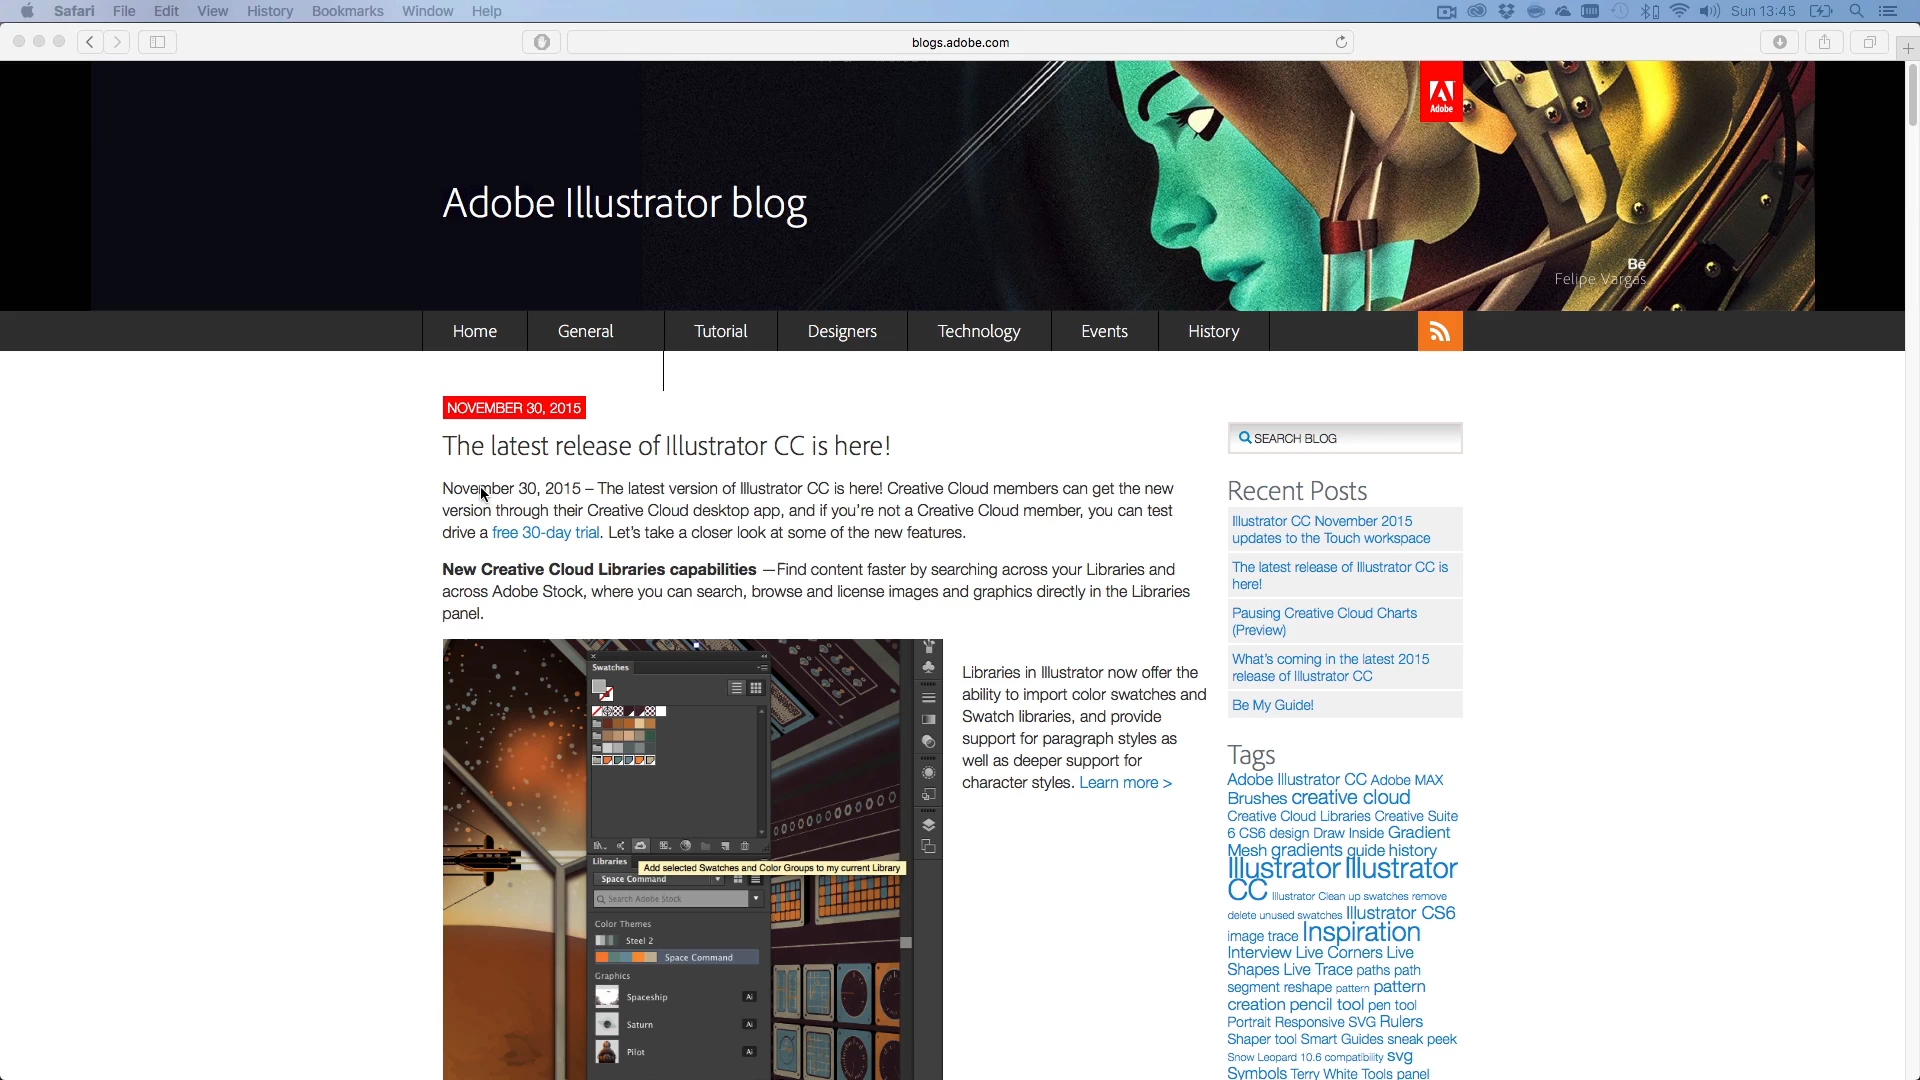 Safari File Edit View History Bookmarks Window Help
Sun 13:45
blogs.adobe.com
Adobe
Adobe Illustrator blog
Bē
Felipe Vargas
Home General Tutorial Designers Technology Events History
NOVEMBER 30, 2015
The latest release of Illustrator CC is here!
November 30, 2015 – The latest version of Illustrator CC is here! Creative Cloud members can get the new
version through their Creative Cloud desktop app, and if you’re not a Creative Cloud member, you can test
drive a free 30-day trial. Let’s take a closer look at some of the new features.
New Creative Cloud Libraries capabilities —Find content faster by searching across your Libraries and
across Adobe Stock, where you can search, browse and license images and graphics directly in the Libraries
panel.
Swatches
Add selected Swatches and Color Groups to my current Library
Libraries
Space Command
Search Adobe Stock
Color Themes
Steel 2
Space Command
Graphics
Spaceship Ai
Saturn Ai
Pilot Ai
Libraries in Illustrator now offer the
ability to import color swatches and
Swatch libraries, and provide
support for paragraph styles as
well as deeper support for
character styles. Learn more >
SEARCH BLOG
Recent Posts
Illustrator CC November 2015
updates to the Touch workspace
The latest release of Illustrator CC is
here!
Pausing Creative Cloud Charts
(Preview)
What’s coming in the latest 2015
release of Illustrator CC
Be My Guide!
Tags
Adobe Illustrator CC Adobe MAX
Brushes creative cloud
Creative Cloud Libraries Creative Suite
6 CS6 design Draw Inside Gradient
Mesh gradients guide history
Illustrator Illustrator
CC Illustrator Clean up swatches remove
delete unused swatches Illustrator CS6
image trace Inspiration
Interview Live Corners Live
Shapes Live Trace paths path
segment reshape pattern pattern
creation pencil tool pen tool
Portrait Responsive SVG Rulers
Shaper tool Smart Guides sneak peek
Snow Leopard 10.6 compatibility svg
Symbols Terry White Tools panel